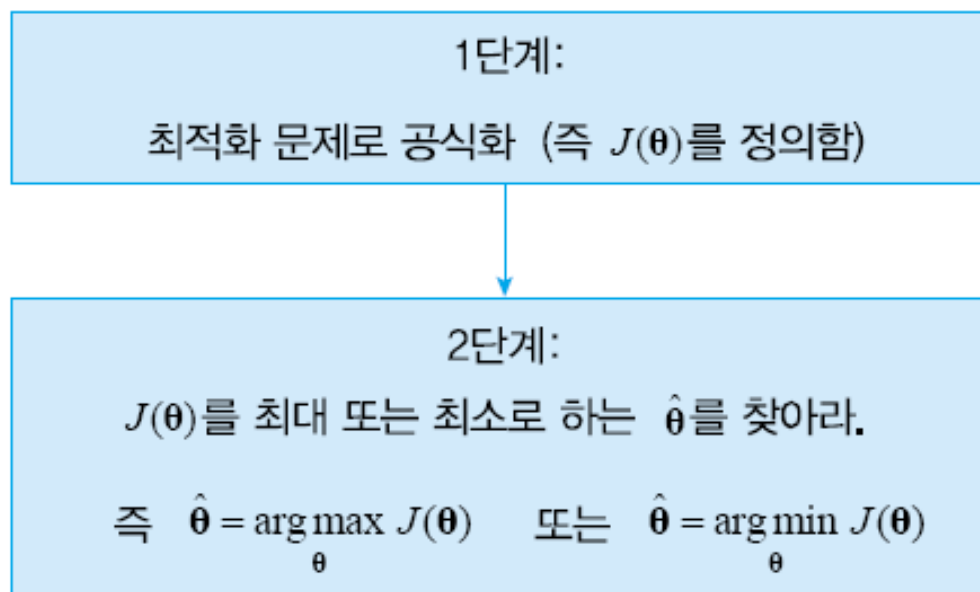 1단계:
최적화 문제로 공식화 (즉 J(θ)를 정의함)
2단계:
J(θ)를 최대 또는 최소로 하는 θ̂를 찾아라.
즉 θ̂ = arg max J(θ) 또는 θ̂ = arg min J(θ)
θ θ